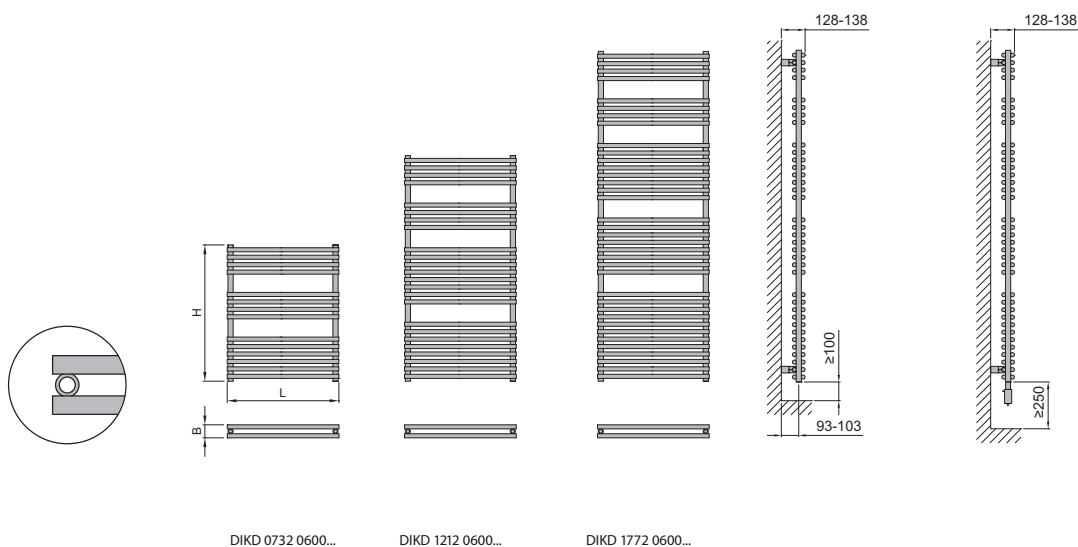 128-138
128-138
H
L
≥100
≥250
B
93-103
DIKD 0732 0600...
DIKD 1212 0600...
DIKD 1772 0600...